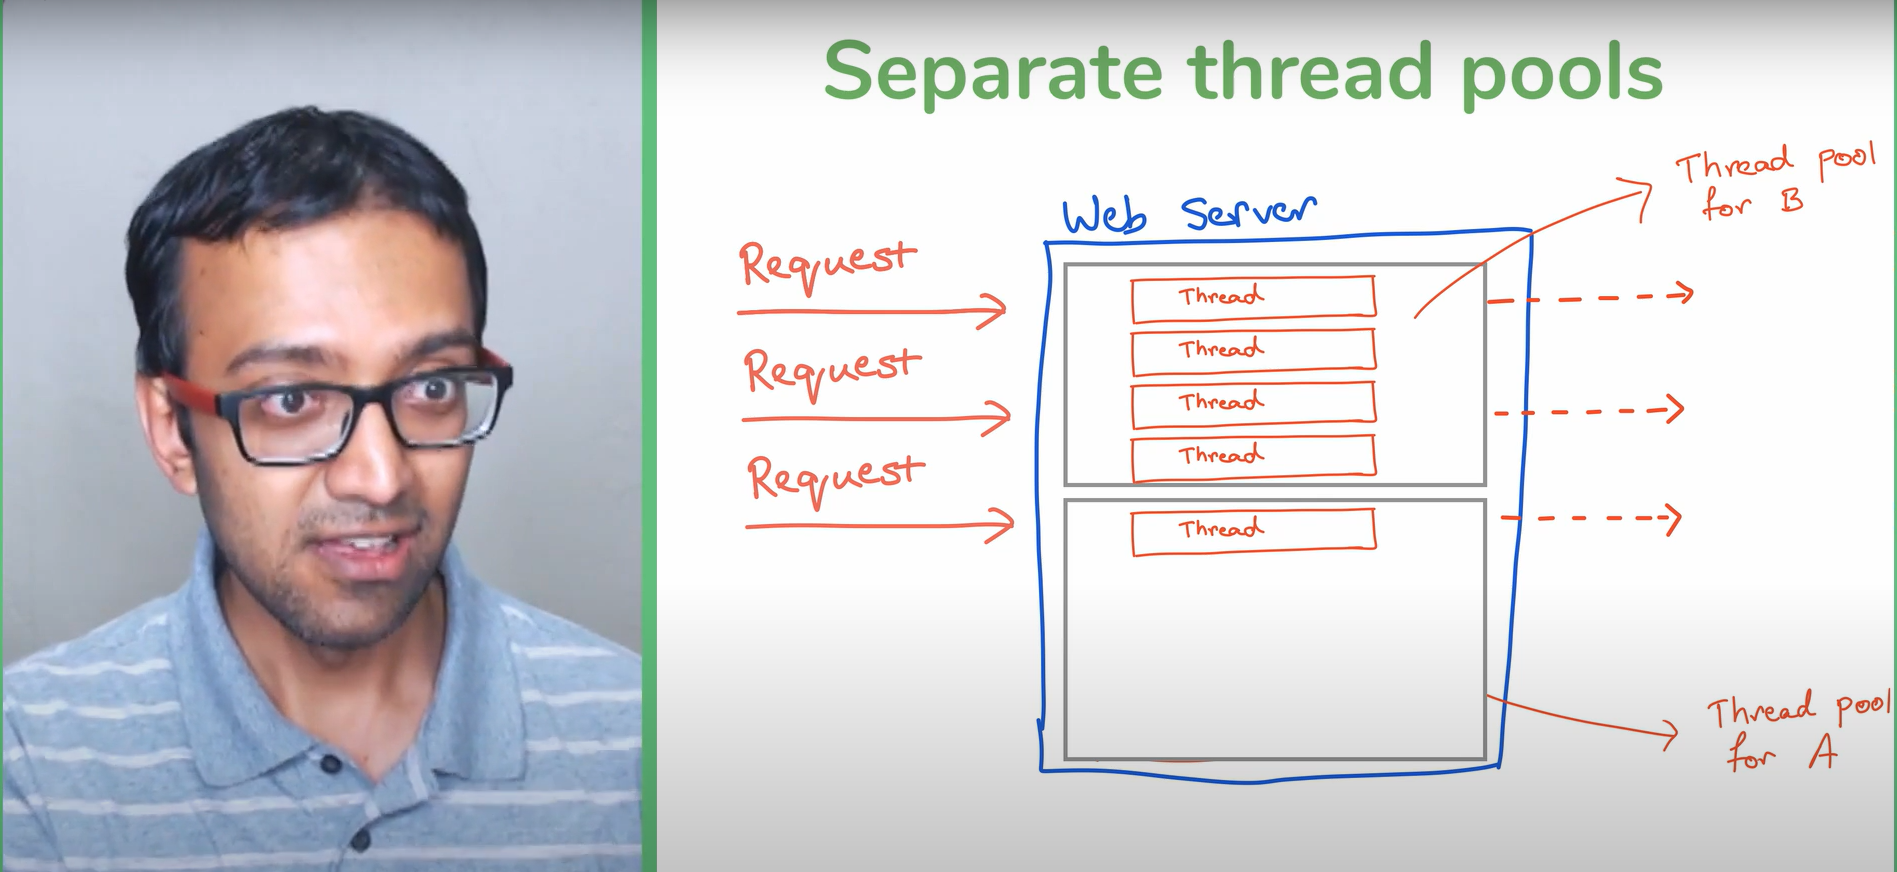 Separate thread pools
Thread pool
for B
Web Server
Request
Request
Request
Thread
Thread
Thread
Thread
Thread
Thread pool
for A